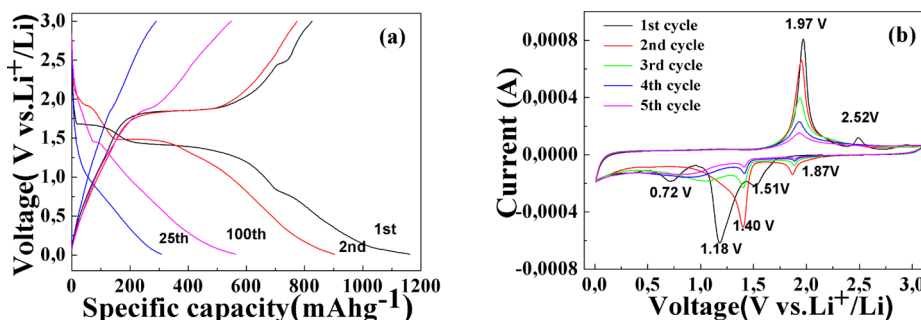 (a)
3,0
2,5
2,0
1,5
1,0
0,5
0,0
Voltage( V vs.Li+/Li)
25th
100th
2nd
1st
0 200 400 600 800 1000 1200
Specific capacity(mAhg-1)
(b)
1st cycle
2nd cycle
3rd cycle
4th cycle
5th cycle
1.97 V
2.52V
0,0008
0,0004
0,0000
-0,0004
-0,0008
Current (A)
0.72 V
1.18 V
1.40 V
1.51V
1.87V
0,0 0,5 1,0 1,5 2,0 2,5 3,0
Voltage(V vs.Li+/Li)